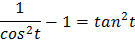 1/cos²t − 1 = tan²t